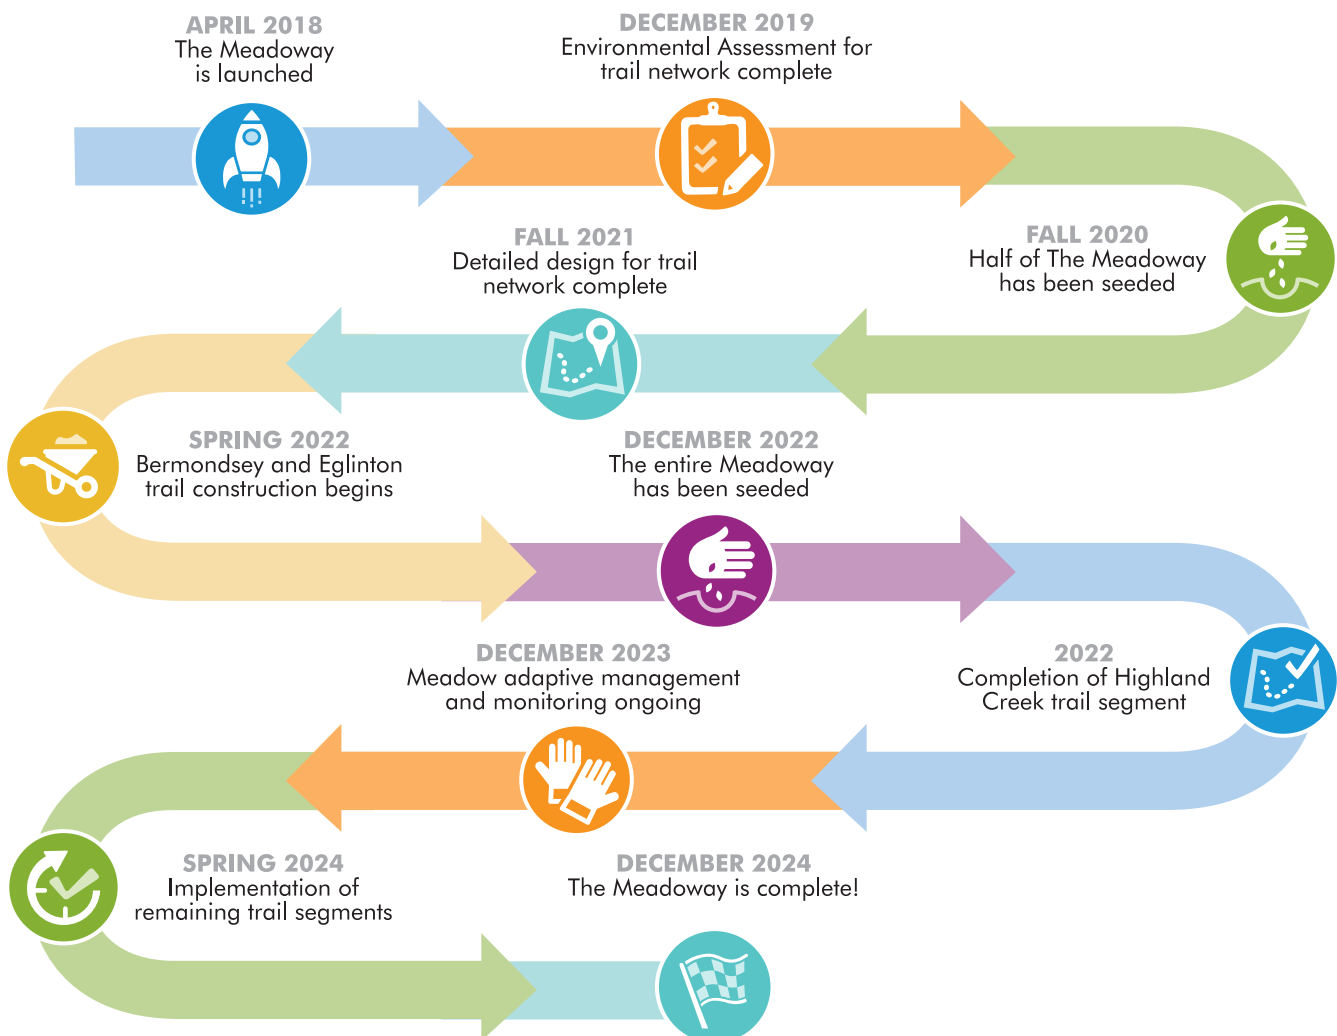 APRIL 2018
The Meadoway
is launched
DECEMBER 2019
Environmental Assessment for
trail network complete
FALL 2020
Half of The Meadoway
has been seeded
FALL 2021
Detailed design for trail
network complete
SPRING 2022
Bermondsey and Eglinton
trail construction begins
DECEMBER 2022
The entire Meadoway
has been seeded
2022
Completion of Highland
Creek trail segment
DECEMBER 2023
Meadow adaptive management
and monitoring ongoing
SPRING 2024
Implementation of
remaining trail segments
DECEMBER 2024
The Meadoway is complete!